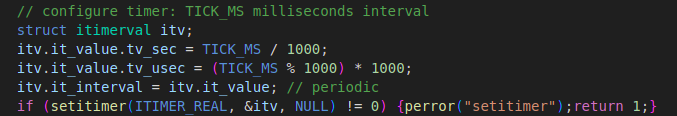 // configure timer: TICK_MS milliseconds interval
struct itimerval itv;
itv.it_value.tv_sec = TICK_MS / 1000;
itv.it_value.tv_usec = (TICK_MS % 1000) * 1000;
itv.it_interval = itv.it_value; // periodic
if (setitimer(ITIMER_REAL, &itv, NULL) != 0) {perror("setitimer");return 1;}